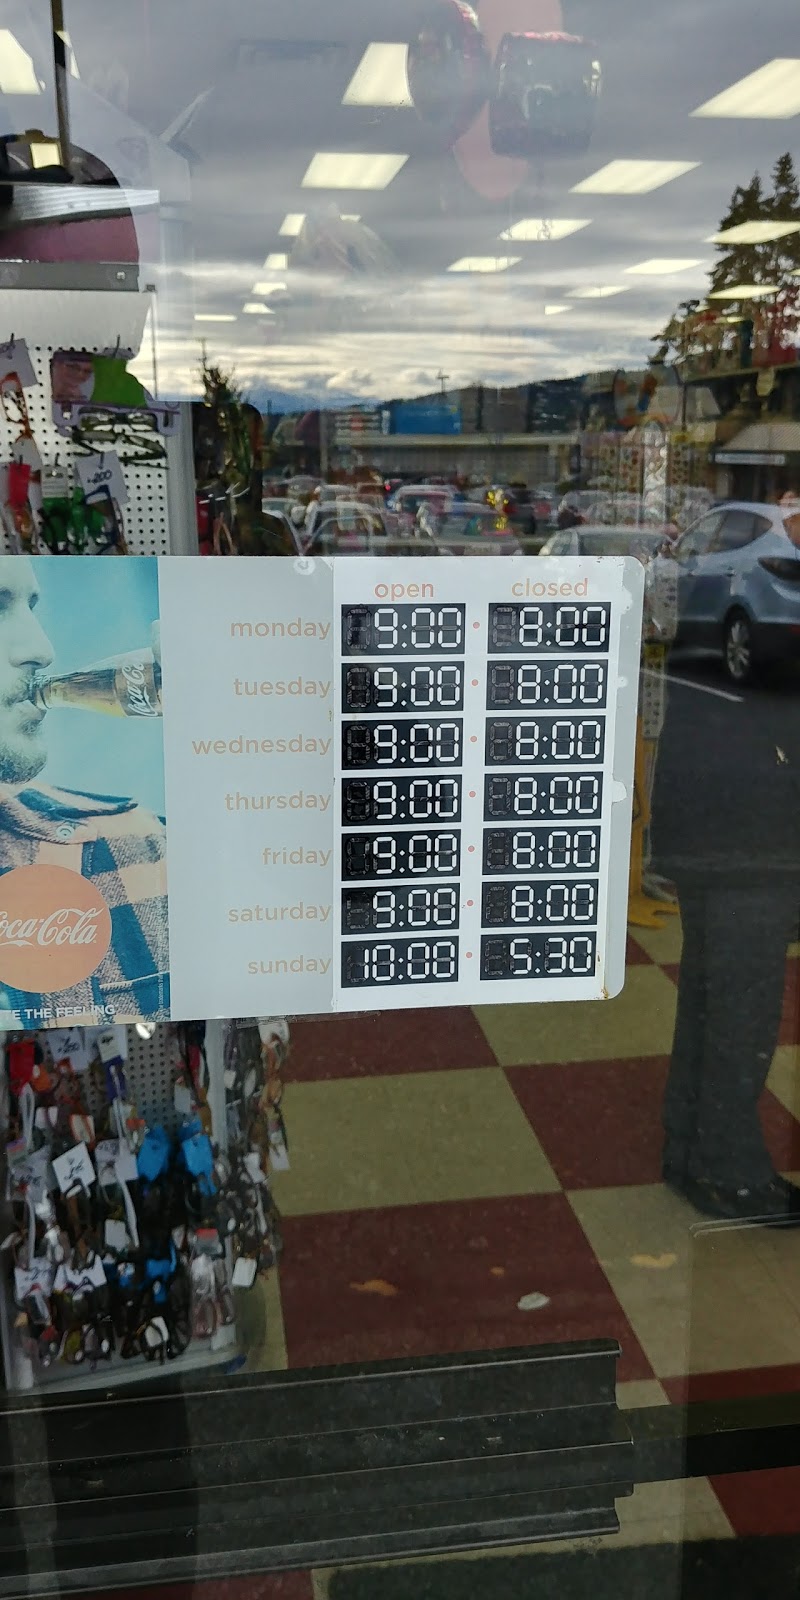 open closed
monday 9:00 • 8:00
tuesday 9:00 • 8:00
wednesday 9:00 • 8:00
thursday 9:00 • 8:00
friday 9:00 • 8:00
saturday 9:00 • 8:00
sunday 10:00 • 5:30
Coca-Cola
E THE FEELING